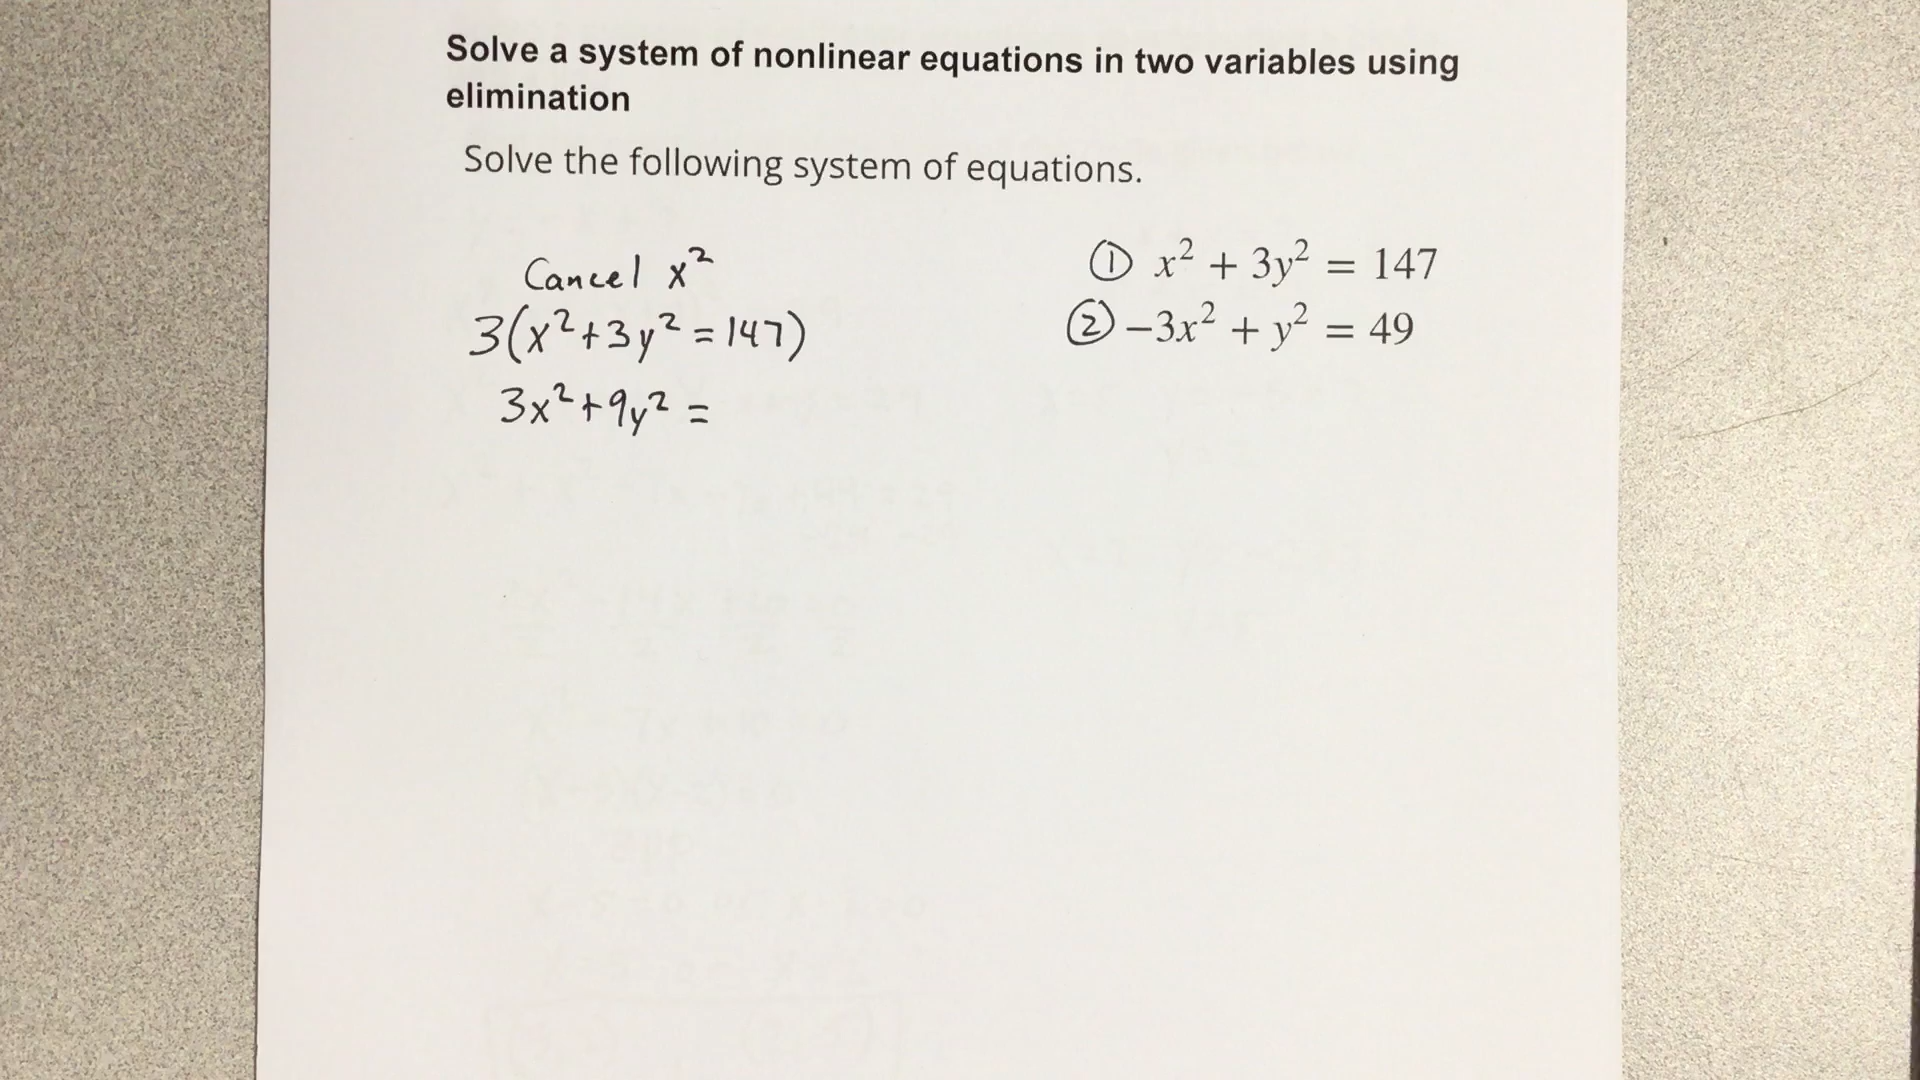 Solve a system of nonlinear equations in two variables using
elimination
Solve the following system of equations.
Cancel x²
3(x²+3y²=147)
3x²+9y² =
① x² + 3y² = 147
② −3x² + y² = 49